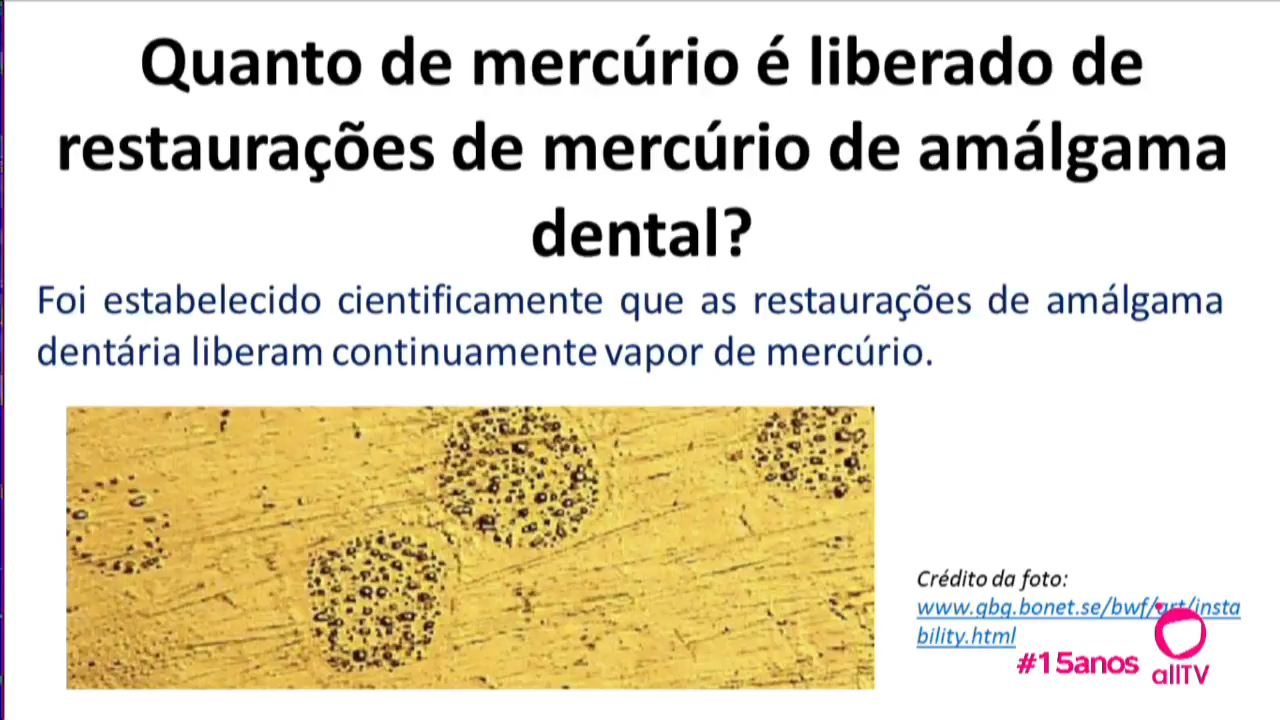 Quanto de mercúrio é liberado de
restaurações de mercúrio de amálgama
dental?
Foi estabelecido cientificamente que as restaurações de amálgama
dentária liberam continuamente vapor de mercúrio.
Crédito da foto:
www.gbg.bonet.se/bwf/art/insta
bility.html
#15anos
allTV